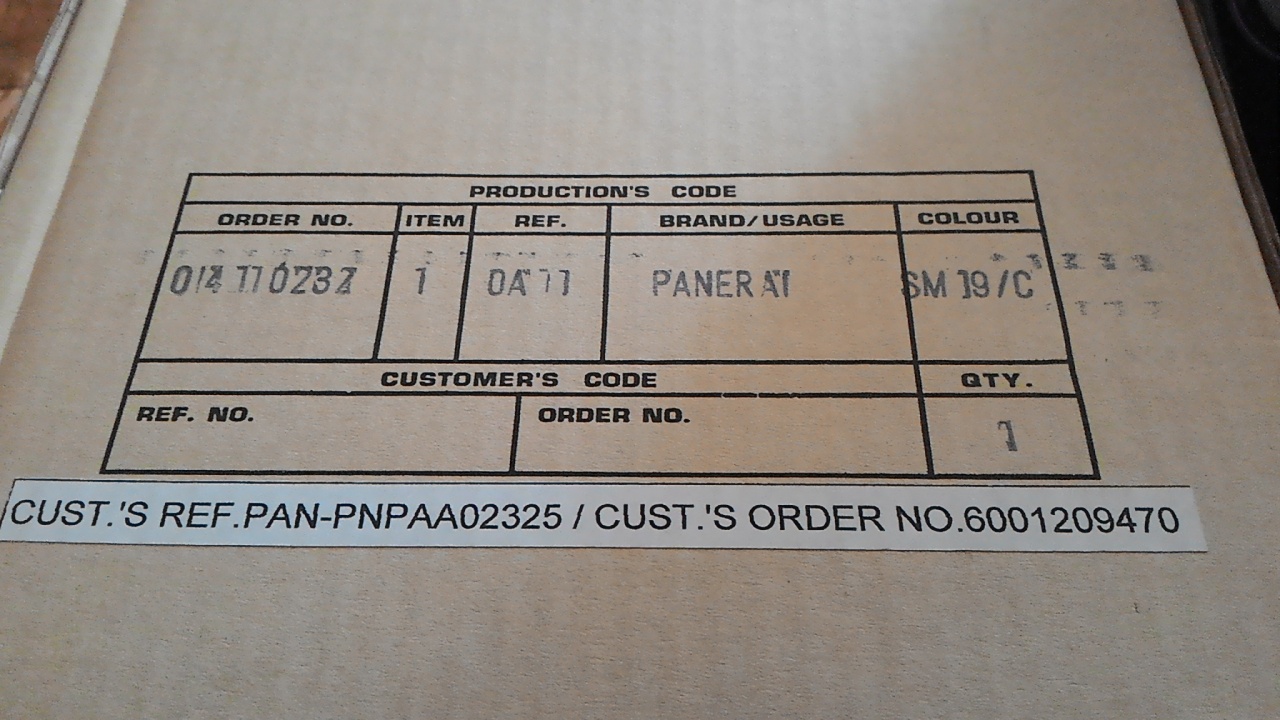 PRODUCTION'S CODE
ORDER NO. ITEM REF. BRAND/USAGE COLOUR
1 PANERAI SM 19/C
CUSTOMER'S CODE QTY.
REF. NO. ORDER NO.
1
CUST.'S REF.PAN-PNPAA02325 / CUST.'S ORDER NO.6001209470